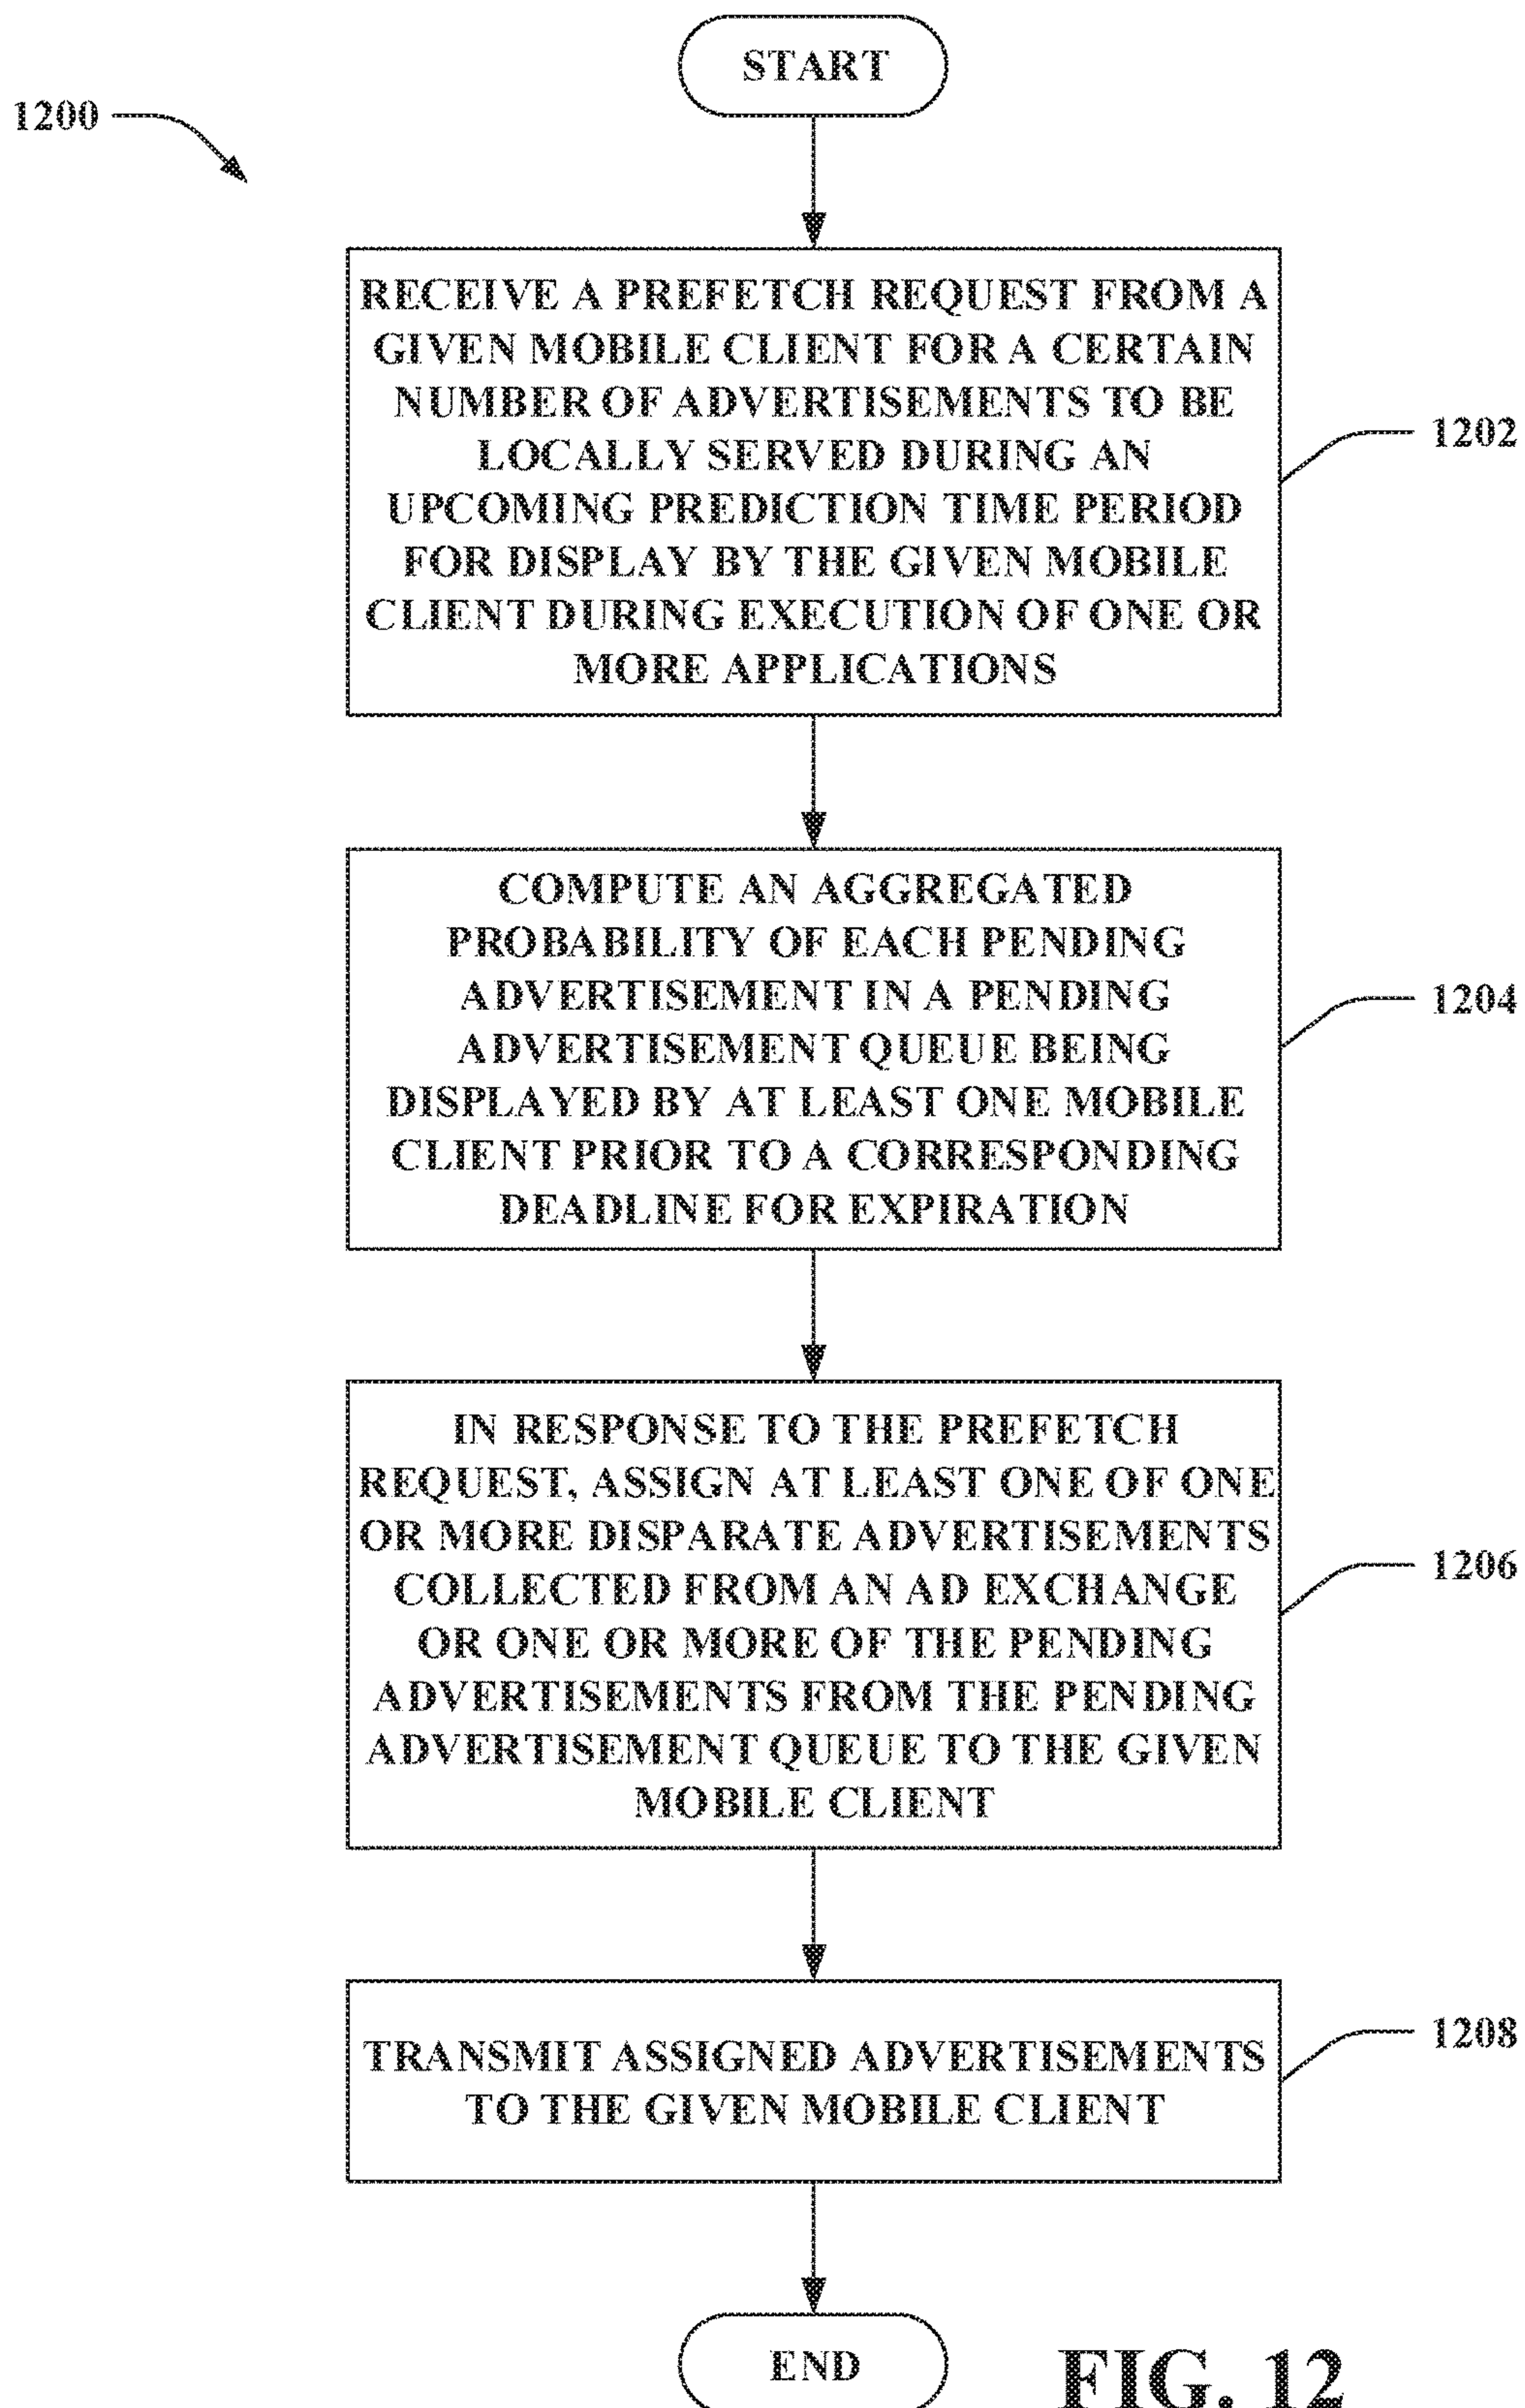 START
1200
RECEIVE A PREFETCH REQUEST FROM A
GIVEN MOBILE CLIENT FOR A CERTAIN
NUMBER OF ADVERTISEMENTS TO BE
LOCALLY SERVED DURING AN
UPCOMING PREDICTION TIME PERIOD
FOR DISPLAY BY THE GIVEN MOBILE
CLIENT DURING EXECUTION OF ONE OR
MORE APPLICATIONS
1202
COMPUTE AN AGGREGATED
PROBABILITY OF EACH PENDING
ADVERTISEMENT IN A PENDING
ADVERTISEMENT QUEUE BEING
DISPLAYED BY AT LEAST ONE MOBILE
CLIENT PRIOR TO A CORRESPONDING
DEADLINE FOR EXPIRATION
1204
IN RESPONSE TO THE PREFETCH
REQUEST, ASSIGN AT LEAST ONE OF ONE
OR MORE DISPARATE ADVERTISEMENTS
COLLECTED FROM AN AD EXCHANGE
OR ONE OR MORE OF THE PENDING
ADVERTISEMENTS FROM THE PENDING
ADVERTISEMENT QUEUE TO THE GIVEN
MOBILE CLIENT
1206
TRANSMIT ASSIGNED ADVERTISEMENTS
TO THE GIVEN MOBILE CLIENT
1208
END
FIG. 12